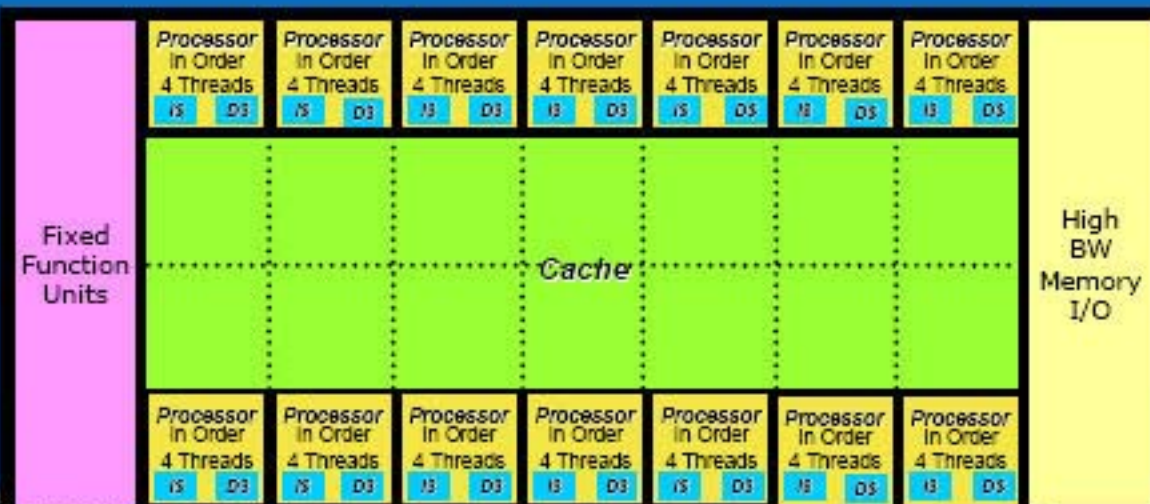 Fixed
Function
Units
Processor
In Order
4 Threads
I$ D$
Processor
In Order
4 Threads
I$ D$
Processor
In Order
4 Threads
I$ D$
Processor
In Order
4 Threads
I$ D$
Processor
In Order
4 Threads
I$ D$
Processor
In Order
4 Threads
I$ D$
Processor
In Order
4 Threads
I$ D$
Cache
Processor
In Order
4 Threads
I$ D$
Processor
In Order
4 Threads
I$ D$
Processor
In Order
4 Threads
I$ D$
Processor
In Order
4 Threads
I$ D$
Processor
In Order
4 Threads
I$ D$
Processor
In Order
4 Threads
I$ D$
Processor
In Order
4 Threads
I$ D$
High
BW
Memory
I/O